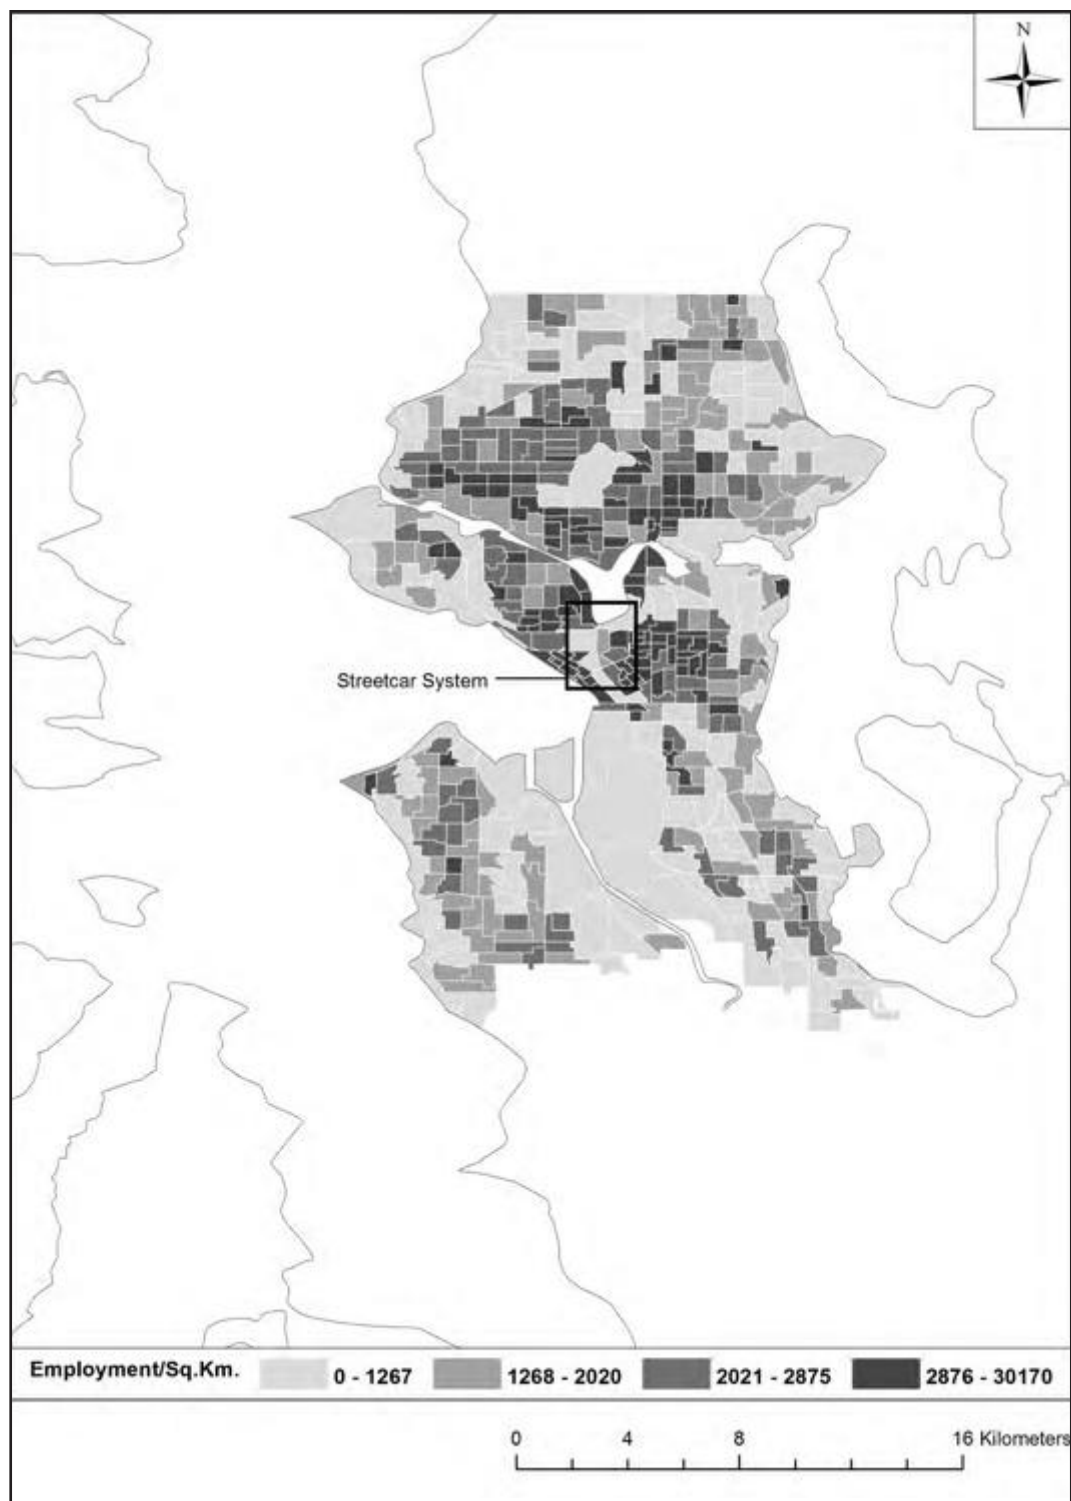 N
Streetcar System
Employment/Sq.Km. 0 - 1267 1268 - 2020 2021 - 2875 2876 - 30170
0 4 8 16 Kilometers